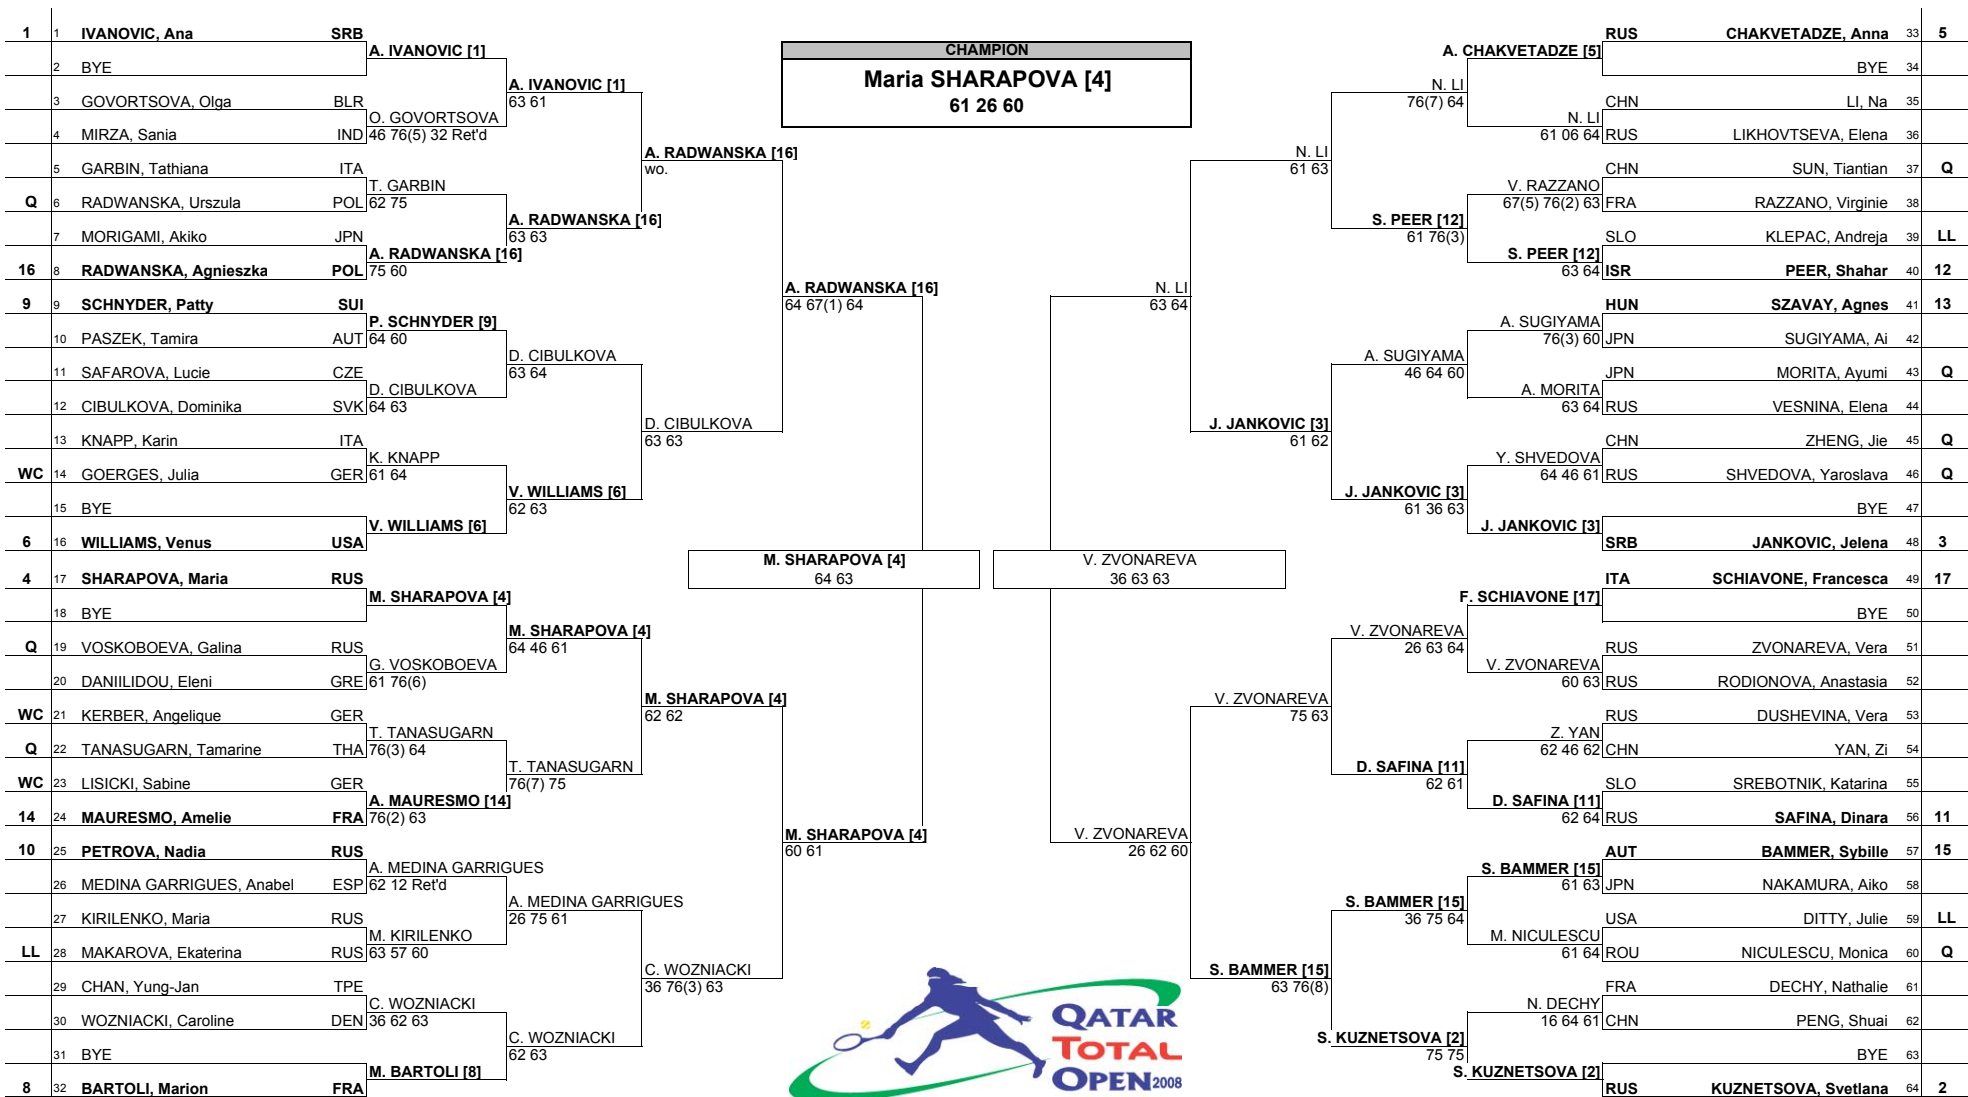 CHAMPION
Maria SHARAPOVA [4]
61 26 60
1 1 IVANOVIC, Ana SRB
2 BYE
3 GOVORTSOVA, Olga BLR
4 MIRZA, Sania IND
5 GARBIN, Tathiana ITA
Q 6 RADWANSKA, Urszula POL
7 MORIGAMI, Akiko JPN
16 8 RADWANSKA, Agnieszka POL
9 9 SCHNYDER, Patty SUI
10 PASZEK, Tamira AUT
11 SAFAROVA, Lucie CZE
12 CIBULKOVA, Dominika SVK
13 KNAPP, Karin ITA
WC 14 GOERGES, Julia GER
15 BYE
6 16 WILLIAMS, Venus USA
4 17 SHARAPOVA, Maria RUS
18 BYE
Q 19 VOSKOBOEVA, Galina RUS
20 DANIILIDOU, Eleni GRE
WC 21 KERBER, Angelique GER
Q 22 TANASUGARN, Tamarine THA
WC 23 LISICKI, Sabine GER
14 24 MAURESMO, Amelie FRA
10 25 PETROVA, Nadia RUS
26 MEDINA GARRIGUES, Anabel ESP
27 KIRILENKO, Maria RUS
LL 28 MAKAROVA, Ekaterina RUS
29 CHAN, Yung-Jan TPE
30 WOZNIACKI, Caroline DEN
31 BYE
8 32 BARTOLI, Marion FRA
A. IVANOVIC [1]
O. GOVORTSOVA
46 76(5) 32 Ret'd
T. GARBIN
62 75
A. RADWANSKA [16]
75 60
P. SCHNYDER [9]
64 60
D. CIBULKOVA
64 63
K. KNAPP
61 64
V. WILLIAMS [6]
M. SHARAPOVA [4]
G. VOSKOBOEVA
61 76(6)
T. TANASUGARN
76(3) 64
A. MAURESMO [14]
76(2) 63
A. MEDINA GARRIGUES
62 12 Ret'd
M. KIRILENKO
63 57 60
C. WOZNIACKI
36 62 63
M. BARTOLI [8]
A. IVANOVIC [1]
63 61
A. RADWANSKA [16]
63 63
D. CIBULKOVA
63 64
V. WILLIAMS [6]
62 63
M. SHARAPOVA [4]
64 46 61
T. TANASUGARN
76(7) 75
A. MEDINA GARRIGUES
26 75 61
C. WOZNIACKI
62 63
A. RADWANSKA [16]
wo.
D. CIBULKOVA
63 63
M. SHARAPOVA [4]
62 62
C. WOZNIACKI
36 76(3) 63
A. RADWANSKA [16]
64 67(1) 64
M. SHARAPOVA [4]
60 61
M. SHARAPOVA [4]
64 63
V. ZVONAREVA
36 63 63
N. LI
63 64
V. ZVONAREVA
26 62 60
N. LI
61 63
J. JANKOVIC [3]
61 62
V. ZVONAREVA
75 63
S. BAMMER [15]
63 76(8)
N. LI
76(7) 64
S. PEER [12]
61 76(3)
A. SUGIYAMA
46 64 60
J. JANKOVIC [3]
61 36 63
V. ZVONAREVA
26 63 64
D. SAFINA [11]
62 61
S. BAMMER [15]
36 75 64
S. KUZNETSOVA [2]
75 75
A. CHAKVETADZE [5]
N. LI
61 06 64
V. RAZZANO
67(5) 76(2) 63
S. PEER [12]
63 64
A. SUGIYAMA
76(3) 60
A. MORITA
63 64
Y. SHVEDOVA
64 46 61
J. JANKOVIC [3]
F. SCHIAVONE [17]
V. ZVONAREVA
60 63
Z. YAN
62 46 62
D. SAFINA [11]
62 64
S. BAMMER [15]
61 63
M. NICULESCU
61 64
N. DECHY
16 64 61
S. KUZNETSOVA [2]
RUS CHAKVETADZE, Anna 33 5
BYE 34
CHN LI, Na 35
RUS LIKHOVTSEVA, Elena 36
CHN SUN, Tiantian 37 Q
FRA RAZZANO, Virginie 38
SLO KLEPAC, Andreja 39 LL
ISR PEER, Shahar 40 12
HUN SZAVAY, Agnes 41 13
JPN SUGIYAMA, Ai 42
JPN MORITA, Ayumi 43 Q
RUS VESNINA, Elena 44
CHN ZHENG, Jie 45 Q
RUS SHVEDOVA, Yaroslava 46 Q
BYE 47
SRB JANKOVIC, Jelena 48 3
ITA SCHIAVONE, Francesca 49 17
BYE 50
RUS ZVONAREVA, Vera 51
RUS RODIONOVA, Anastasia 52
RUS DUSHEVINA, Vera 53
CHN YAN, Zi 54
SLO SREBOTNIK, Katarina 55
RUS SAFINA, Dinara 56 11
AUT BAMMER, Sybille 57 15
JPN NAKAMURA, Aiko 58
USA DITTY, Julie 59 LL
ROU NICULESCU, Monica 60 Q
FRA DECHY, Nathalie 61
CHN PENG, Shuai 62
BYE 63
RUS KUZNETSOVA, Svetlana 64 2
QATAR
TOTAL
OPEN 2008